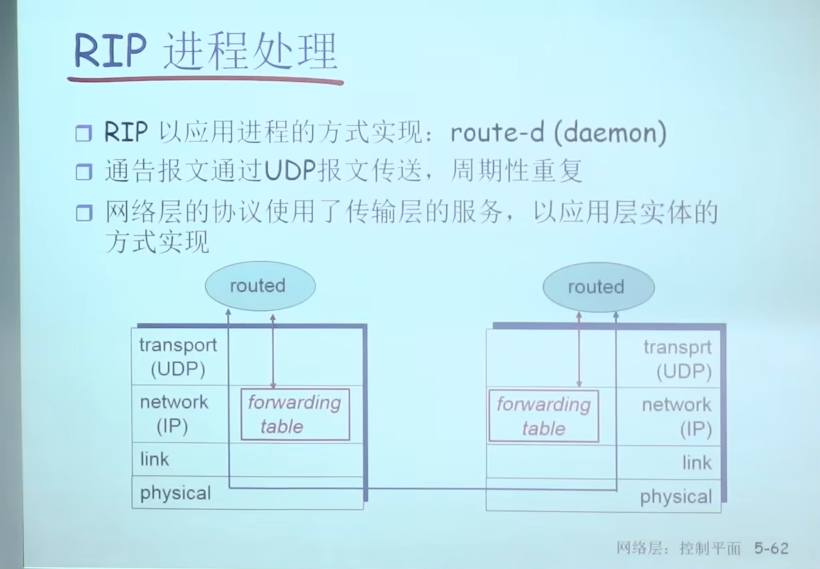 RIP 进程处理
RIP 以应用进程的方式实现：route-d (daemon)
通告报文通过UDP报文传送，周期性重复
网络层的协议使用了传输层的服务，以应用层实体的
方式实现
routed
routed
transport
(UDP)
network
(IP)
link
physical
forwarding
table
forwarding
table
transprt
(UDP)
network
(IP)
link
physical
网络层：控制平面 5-62